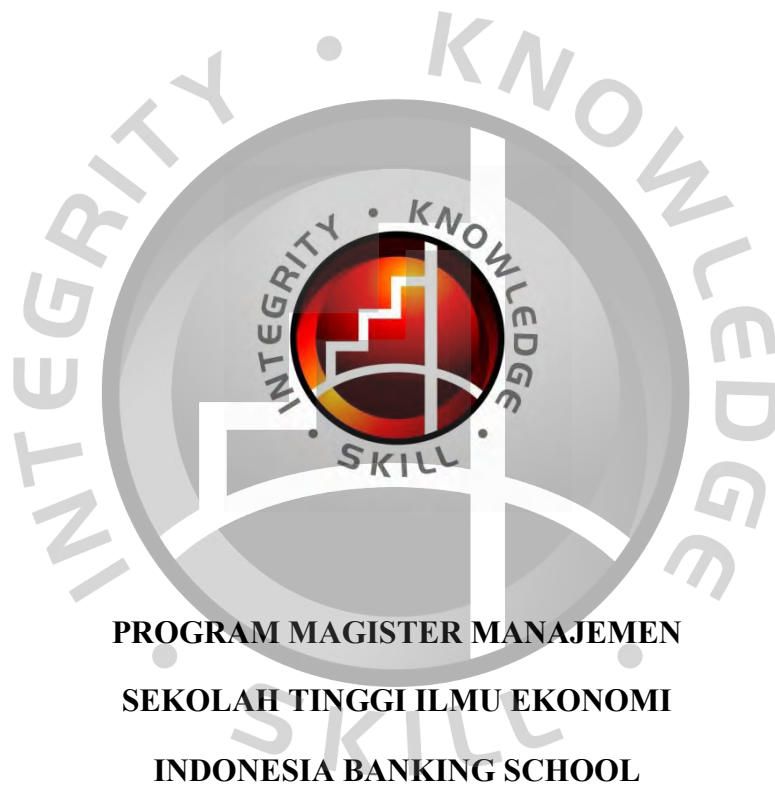 INTEGRITY • KNOWLEDGE • SKILL •
INTEGRITY • KNOWLEDGE • SKILL •
PROGRAM MAGISTER MANAJEMEN
SEKOLAH TINGGI ILMU EKONOMI
INDONESIA BANKING SCHOOL